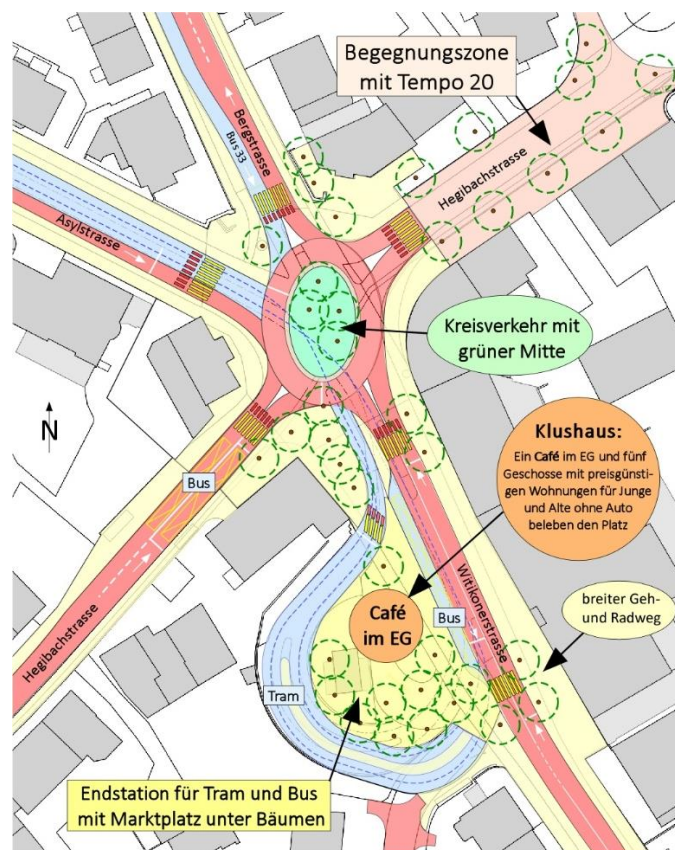 Begegnungszone
mit Tempo 20
Bergstrasse
Bus 33
Hegibachstrasse
Asylstrasse
Kreisverkehr mit
grüner Mitte
N
Klushaus:
Ein Café im EG und fünf
Geschosse mit preisgünsti-
gen Wohnungen für Junge
und Alte ohne Auto
beleben den Platz
Bus
Hegibachstrasse
Witikonerstrasse
Café
im EG
Bus
breiter Geh-
und Radweg
Tram
Endstation für Tram und Bus
mit Marktplatz unter Bäumen